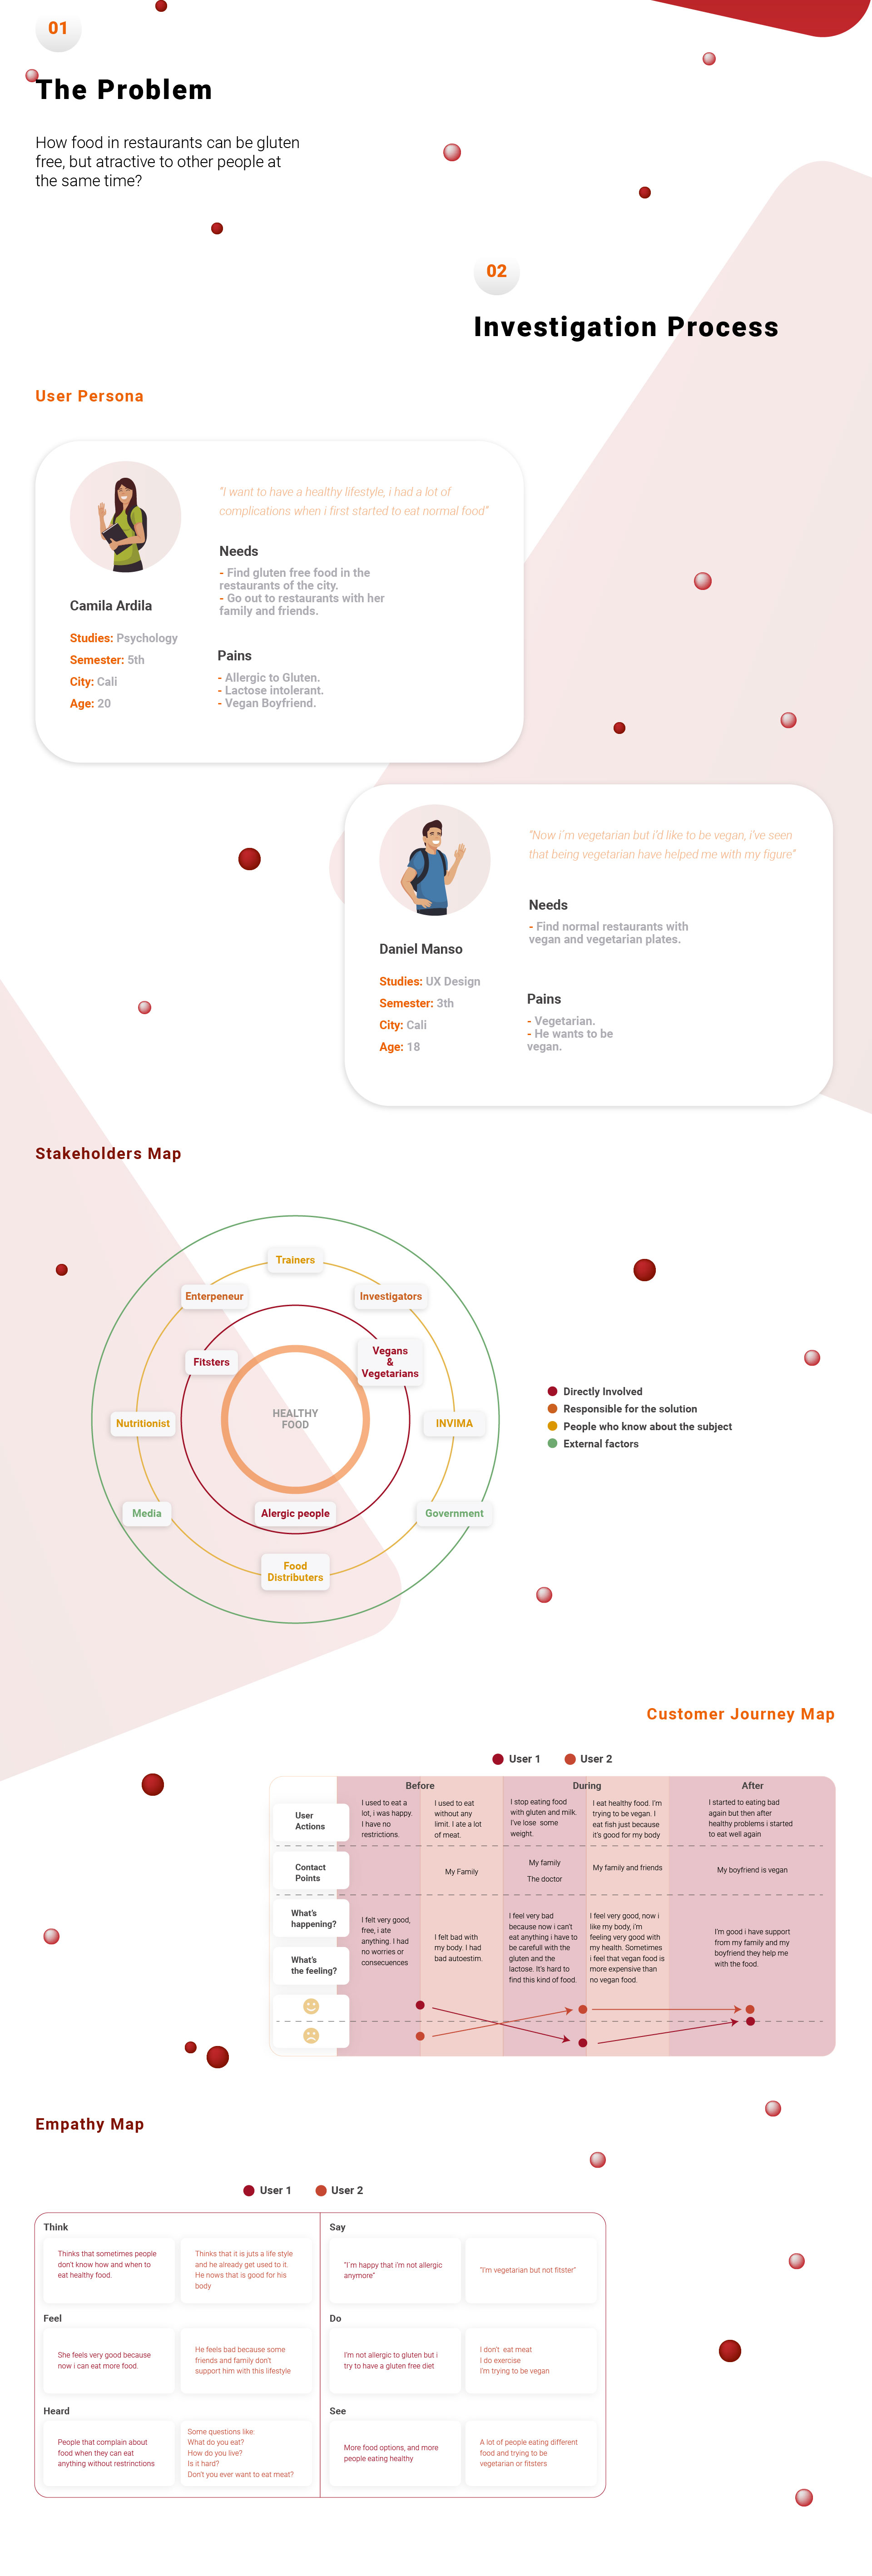 01
The Problem
How food in restaurants can be gluten
free, but atractive to other people at
the same time?
02
Investigation Process
User Persona
"I want to have a healthy lifestyle, i had a lot of
complications when i first started to eat normal food"
Needs
- Find gluten free food in the
restaurants of the city.
- Go out to restaurants with her
family and friends.
Camila Ardila
Studies: Psychology
Semester: 5th
City: Cali
Age: 20
Pains
- Allergic to Gluten.
- Lactose intolerant.
- Vegan Boyfriend.
"Now i´m vegetarian but i'd like to be vegan, i've seen
that being vegetarian have helped me with my figure"
Needs
- Find normal restaurants with
vegan and vegetarian plates.
Daniel Manso
Studies: UX Design
Semester: 3th
City: Cali
Age: 18
Pains
- Vegetarian.
- He wants to be
vegan.
Stakeholders Map
Trainers
Enterpeneur
Investigators
Fitsters
Vegans
&
Vegetarians
HEALTHY
FOOD
Nutritionist
INVIMA
Media
Alergic people
Government
Food
Distributers
Directly Involved
Responsible for the solution
People who know about the subject
External factors
Customer Journey Map
User 1
User 2
Before
During
After
User
Actions
I used to eat a
lot, i was happy.
I have no
restrictions.
I used to eat
without any
limit. I ate a lot
of meat.
I stop eating food
with gluten and milk.
I've lose some
weight.
I eat healthy food. I'm
trying to be vegan. I
eat fish just because
it's good for my body
I started to eating bad
again but then after
healthy problems i started
to eat well again
Contact
Points
My Family
My family
The doctor
My family and friends
My boyfriend is vegan
What's
happening?
What's
the feeling?
I felt very good,
free, i ate
anything. I had
no worries or
consecuences
I felt bad with
my body. I had
bad autoestim.
I feel very bad
because now i can't
eat anything i have to
be carefull with the
gluten and the
lactose. It's hard to
find this kind of food.
I feel very good, now i
like my body, i'm
feeling very good with
my health. Sometimes
i feel that vegan food is
more expensive than
no vegan food.
I'm good i have support
from my family and my
boyfriend they help me
with the food.
Empathy Map
User 1
User 2
Think
Thinks that sometimes people
don't know how and when to
eat healthy food.
Thinks that it is juts a life style
and he already get used to it.
He nows that is good for his
body
Say
"I´m happy that i'm not allergic
anymore"
"I'm vegetarian but not fitster"
Feel
She feels very good because
now i can eat more food.
He feels bad because some
friends and family don't
support him with this lifestyle
Do
I'm not allergic to gluten but i
try to have a gluten free diet
I don't eat meat
I do exercise
I'm trying to be vegan
Heard
People that complain about
food when they can eat
anything without restrinctions
Some questions like:
What do you eat?
How do you live?
Is it hard?
Don't you ever want to eat meat?
See
More food options, and more
people eating healthy
A lot of people eating different
food and trying to be
vegetarian or fitsters